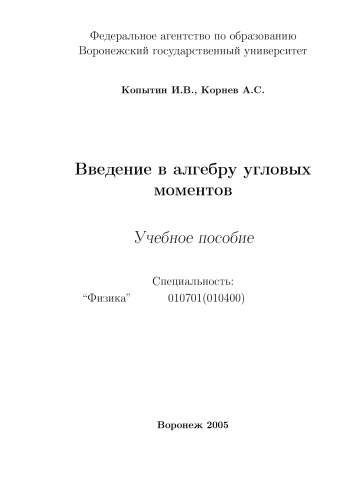 Федеральное агентство по образованию
Воронежский государственный университет
Копытин И.В., Корнев А.С.
Введение в алгебру угловых
моментов
Учебное пособие
Специальность:
“Физика” 010701(010400)
Воронеж 2005